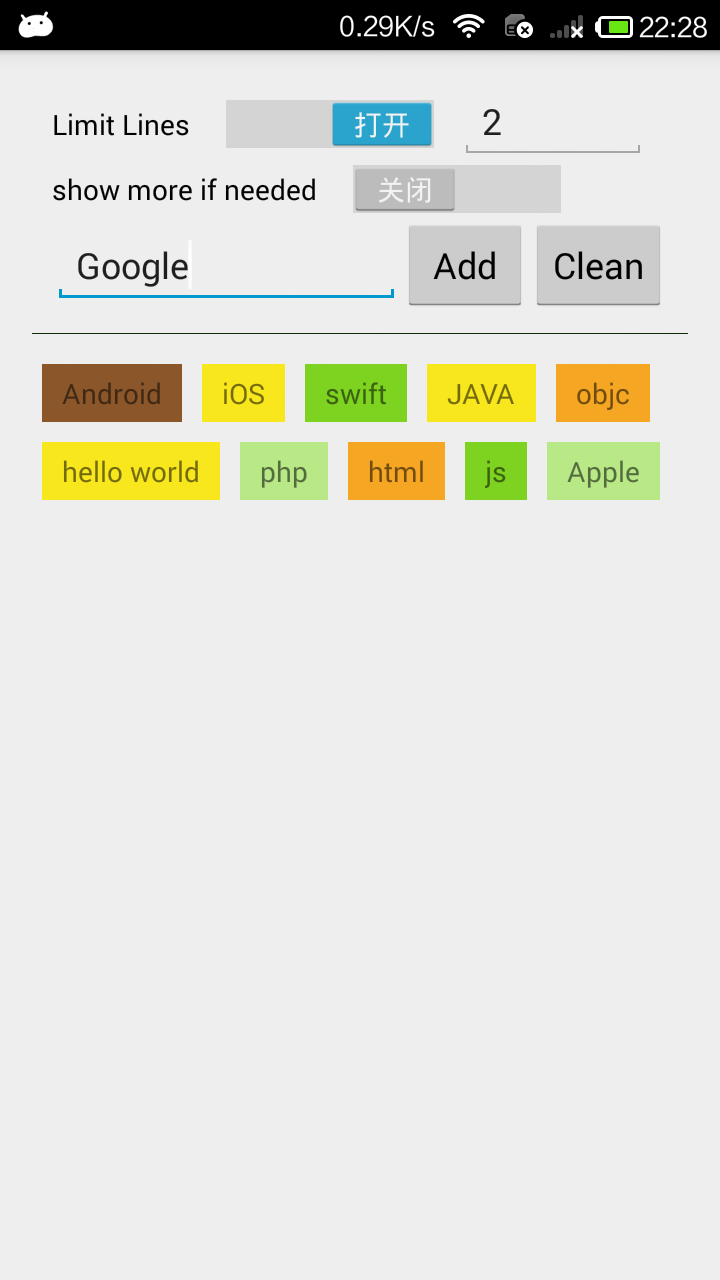 0.29K/s 22:28
Limit Lines 打开 2
show more if needed 关闭
Google Add Clean
Android iOS swift JAVA objc
hello world php html js Apple